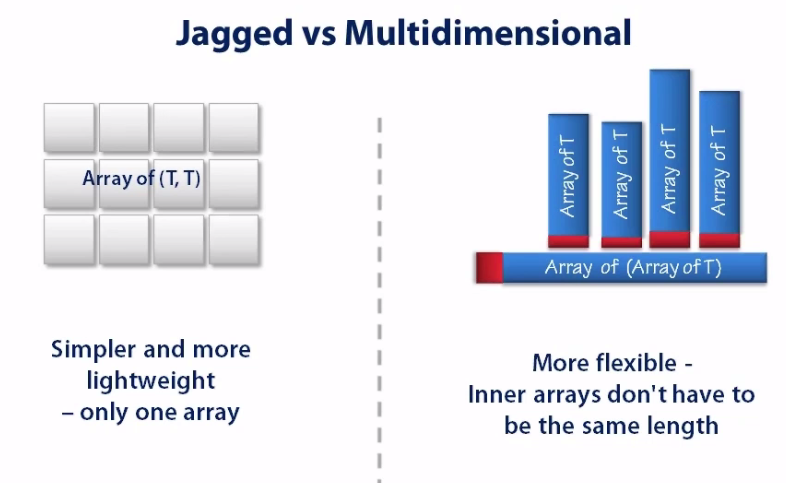 Jagged vs Multidimensional
Array of (T, T)
Simpler and more
lightweight
– only one array
Array of T
Array of T
Array of T
Array of T
Array of (Array of T)
More flexible -
Inner arrays don't have to
be the same length